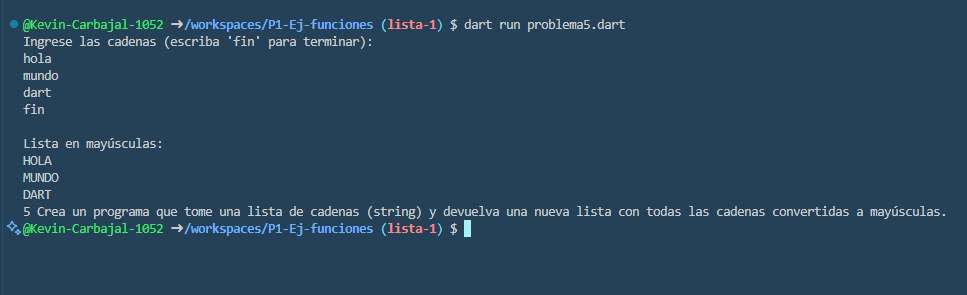 @Kevin-Carbajal-1052 ➜/workspaces/P1-Ej-funciones (lista-1) $ dart run problema5.dart
Ingrese las cadenas (escriba 'fin' para terminar):
hola
mundo
dart
fin
Lista en mayúsculas:
HOLA
MUNDO
DART
5 Crea un programa que tome una lista de cadenas (string) y devuelva una nueva lista con todas las cadenas convertidas a mayúsculas.
@Kevin-Carbajal-1052 ➜/workspaces/P1-Ej-funciones (lista-1) $